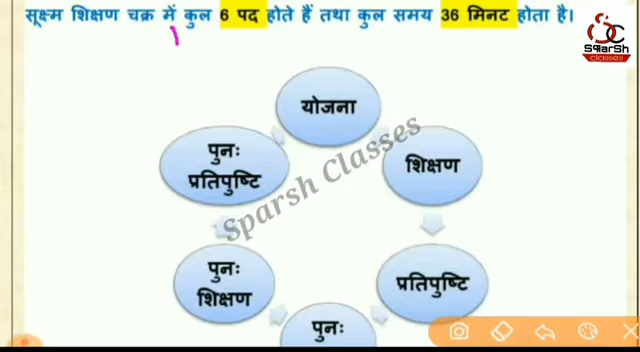 सूक्ष्म शिक्षण चक्र में कुल 6 पद होते हैं तथा कुल समय 36 मिनट होता है।
SParSh
classes
योजना
शिक्षण
प्रतिपुष्टि
पुनः
पुनः
शिक्षण
पुनः
प्रतिपुष्टि
Sparsh Classes